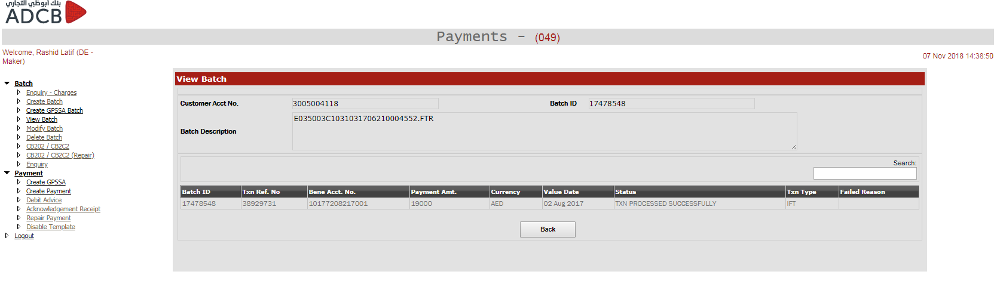 بنك أبوظبي التجاري
ADCB
Payments - (049)
Welcome, Rashid Latif (DE -
Maker)
07 Nov 2018 14:38:50
Batch
Enquiry - Charges
Create Batch
Create GPSSA Batch
View Batch
Modify Batch
Delete Batch
CB202 / CB2C2
CB202 / CB2C2 (Repair)
Enquiry
Payment
Create GPSSA
Create Payment
Debit Advice
Acknowledgement Receipt
Repair Payment
Disable Template
Logout
View Batch
Customer Acct No. 3005004118 Batch ID 17478548
Batch Description E035003C1031031706210004552.FTR
Search:
Batch ID Txn Ref. No Bene Acct. No. Payment Amt. Currency Value Date Status Txn Type Failed Reason
17478548 38929731 10177208217001 19000 AED 02 Aug 2017 TXN PROCESSED SUCCESSFULLY IFT
Back